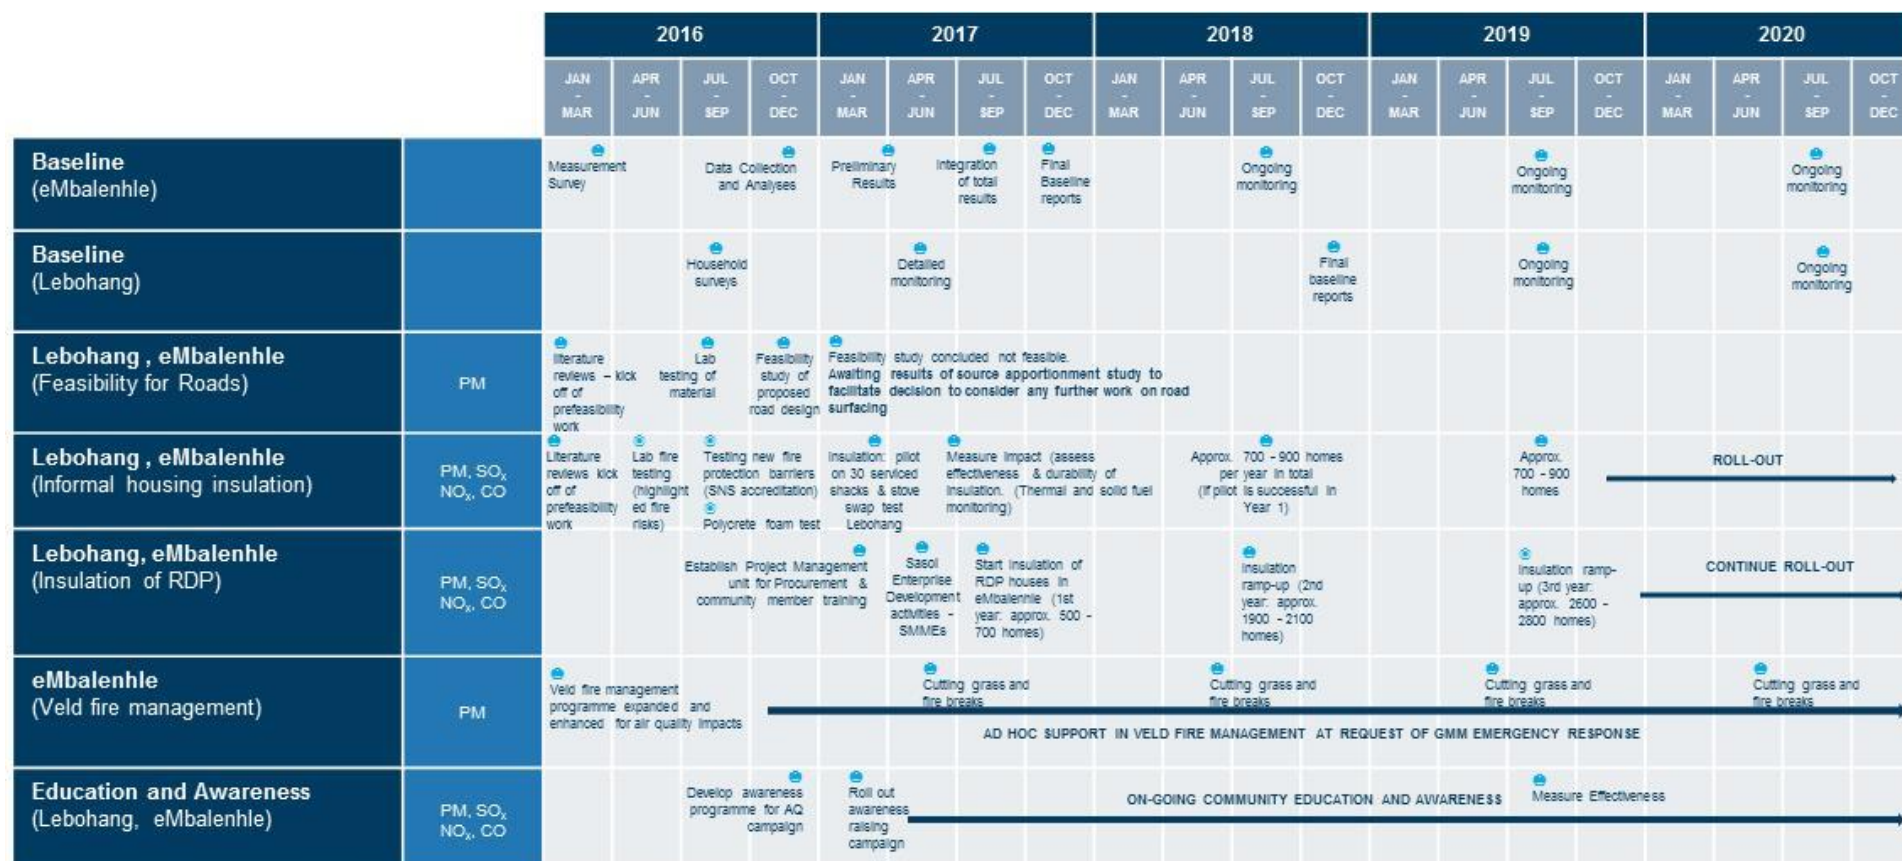 2016 2017 2018 2019 2020
JAN - MAR APR - JUN JUL - SEP OCT - DEC JAN - MAR APR - JUN JUL - SEP OCT - DEC JAN - MAR APR - JUN JUL - SEP OCT - DEC JAN - MAR APR - JUN JUL - SEP OCT - DEC JAN - MAR APR - JUN JUL - SEP OCT - DEC
Baseline
(eMbalenhle)
Measurement
Survey
Data Collection
and Analyses
Preliminary
Results
Integration
of total
results
Final
Baseline
reports
Ongoing
monitoring
Ongoing
monitoring
Ongoing
monitoring
Baseline
(Lebohang)
Household
surveys
Detailed
monitoring
Final
baseline
reports
Ongoing
monitoring
Ongoing
monitoring
Lebohang , eMbalenhle
(Feasibility for Roads)
PM
literature
reviews – kick
off of
prefeasibility
work
Lab
testing of
material
Feasibility
study of
proposed
road design
Feasibility study concluded not feasible.
Awaiting results of source apportionment study to
facilitate decision to consider any further work on road
surfacing
Lebohang , eMbalenhle
(Informal housing insulation)
PM, SOx
NOx, CO
Literature
reviews kick
off of
prefeasibility
work
Lab fire
testing
(highlight
ed fire
risks)
Testing new fire
protection barriers
(SNS accreditation)
Polycrete foam test
Insulation: pilot
on 30 serviced
shacks & stove
swap test
Lebohang
Measure impact (assess
effectiveness & durability of
insulation. (Thermal and solid fuel
monitoring)
Approx. 700 - 900 homes
per year in total
(if pilot is successful in
Year 1)
Approx.
700 - 900
homes
ROLL-OUT
Lebohang, eMbalenhle
(Insulation of RDP)
PM, SOx
NOx, CO
Establish Project Management
unit for Procurement &
community member training
Sasol
Enterprise
Development
activities –
SMMEs
Start insulation of
RDP houses in
eMbalenhle (1st
year: approx. 500 -
700 homes)
Insulation
ramp-up (2nd
year: approx.
1900 - 2100
homes)
Insulation ramp-
up (3rd year:
approx. 2600 -
2800 homes)
CONTINUE ROLL-OUT
eMbalenhle
(Veld fire management)
PM
Veld fire management
programme expanded and
enhanced for air quality impacts
Cutting grass and
fire breaks
Cutting grass and
fire breaks
Cutting grass and
fire breaks
Cutting grass and
fire breaks
AD HOC SUPPORT IN VELD FIRE MANAGEMENT AT REQUEST OF GMM EMERGENCY RESPONSE
Education and Awareness
(Lebohang, eMbalenhle)
PM, SOx
NOx, CO
Develop awareness
programme for AQ
campaign
Roll out
awareness
raising
campaign
ON-GOING COMMUNITY EDUCATION AND AWARENESS
Measure Effectiveness